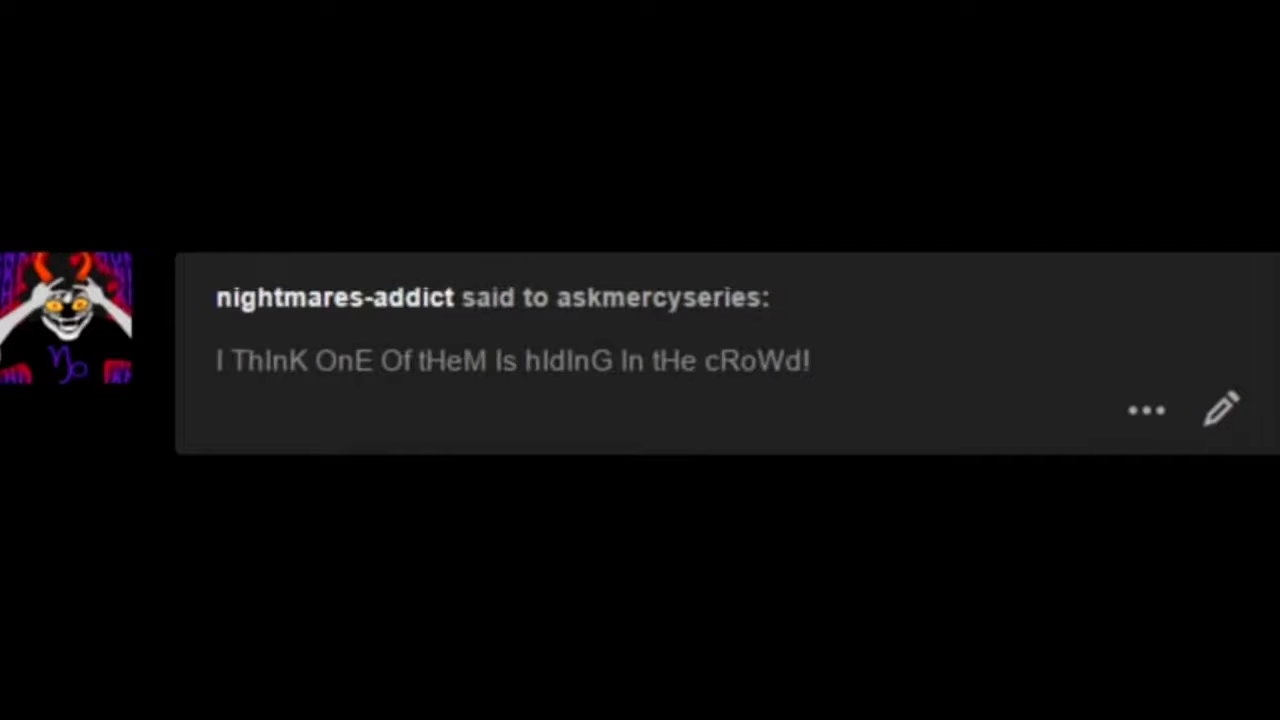 nightmares-addict said to askmercyseries:
I ThInK OnE Of tHeM Is hIdInG In tHe cRoWd!